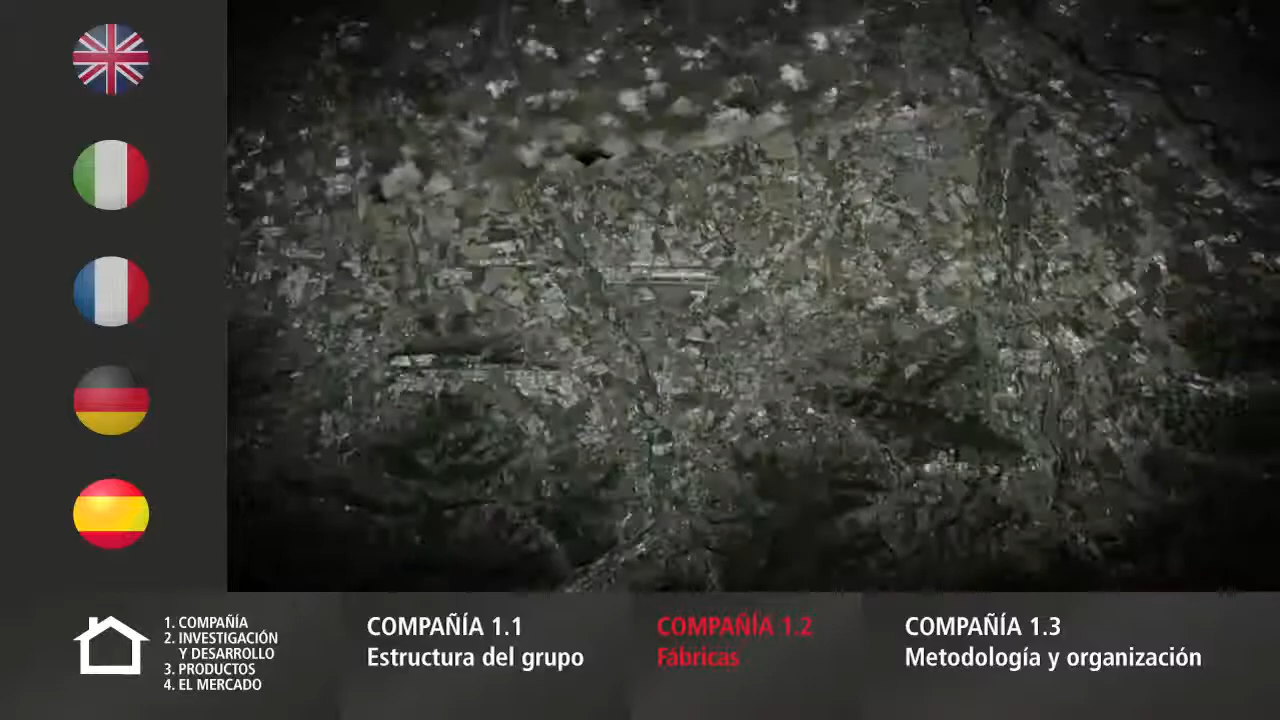 1. COMPAÑÍA
2. INVESTIGACIÓN
Y DESARROLLO
3. PRODUCTOS
4. EL MERCADO
COMPAÑÍA 1.1
Estructura del grupo
COMPAÑÍA 1.2
Fábricas
COMPAÑÍA 1.3
Metodología y organización